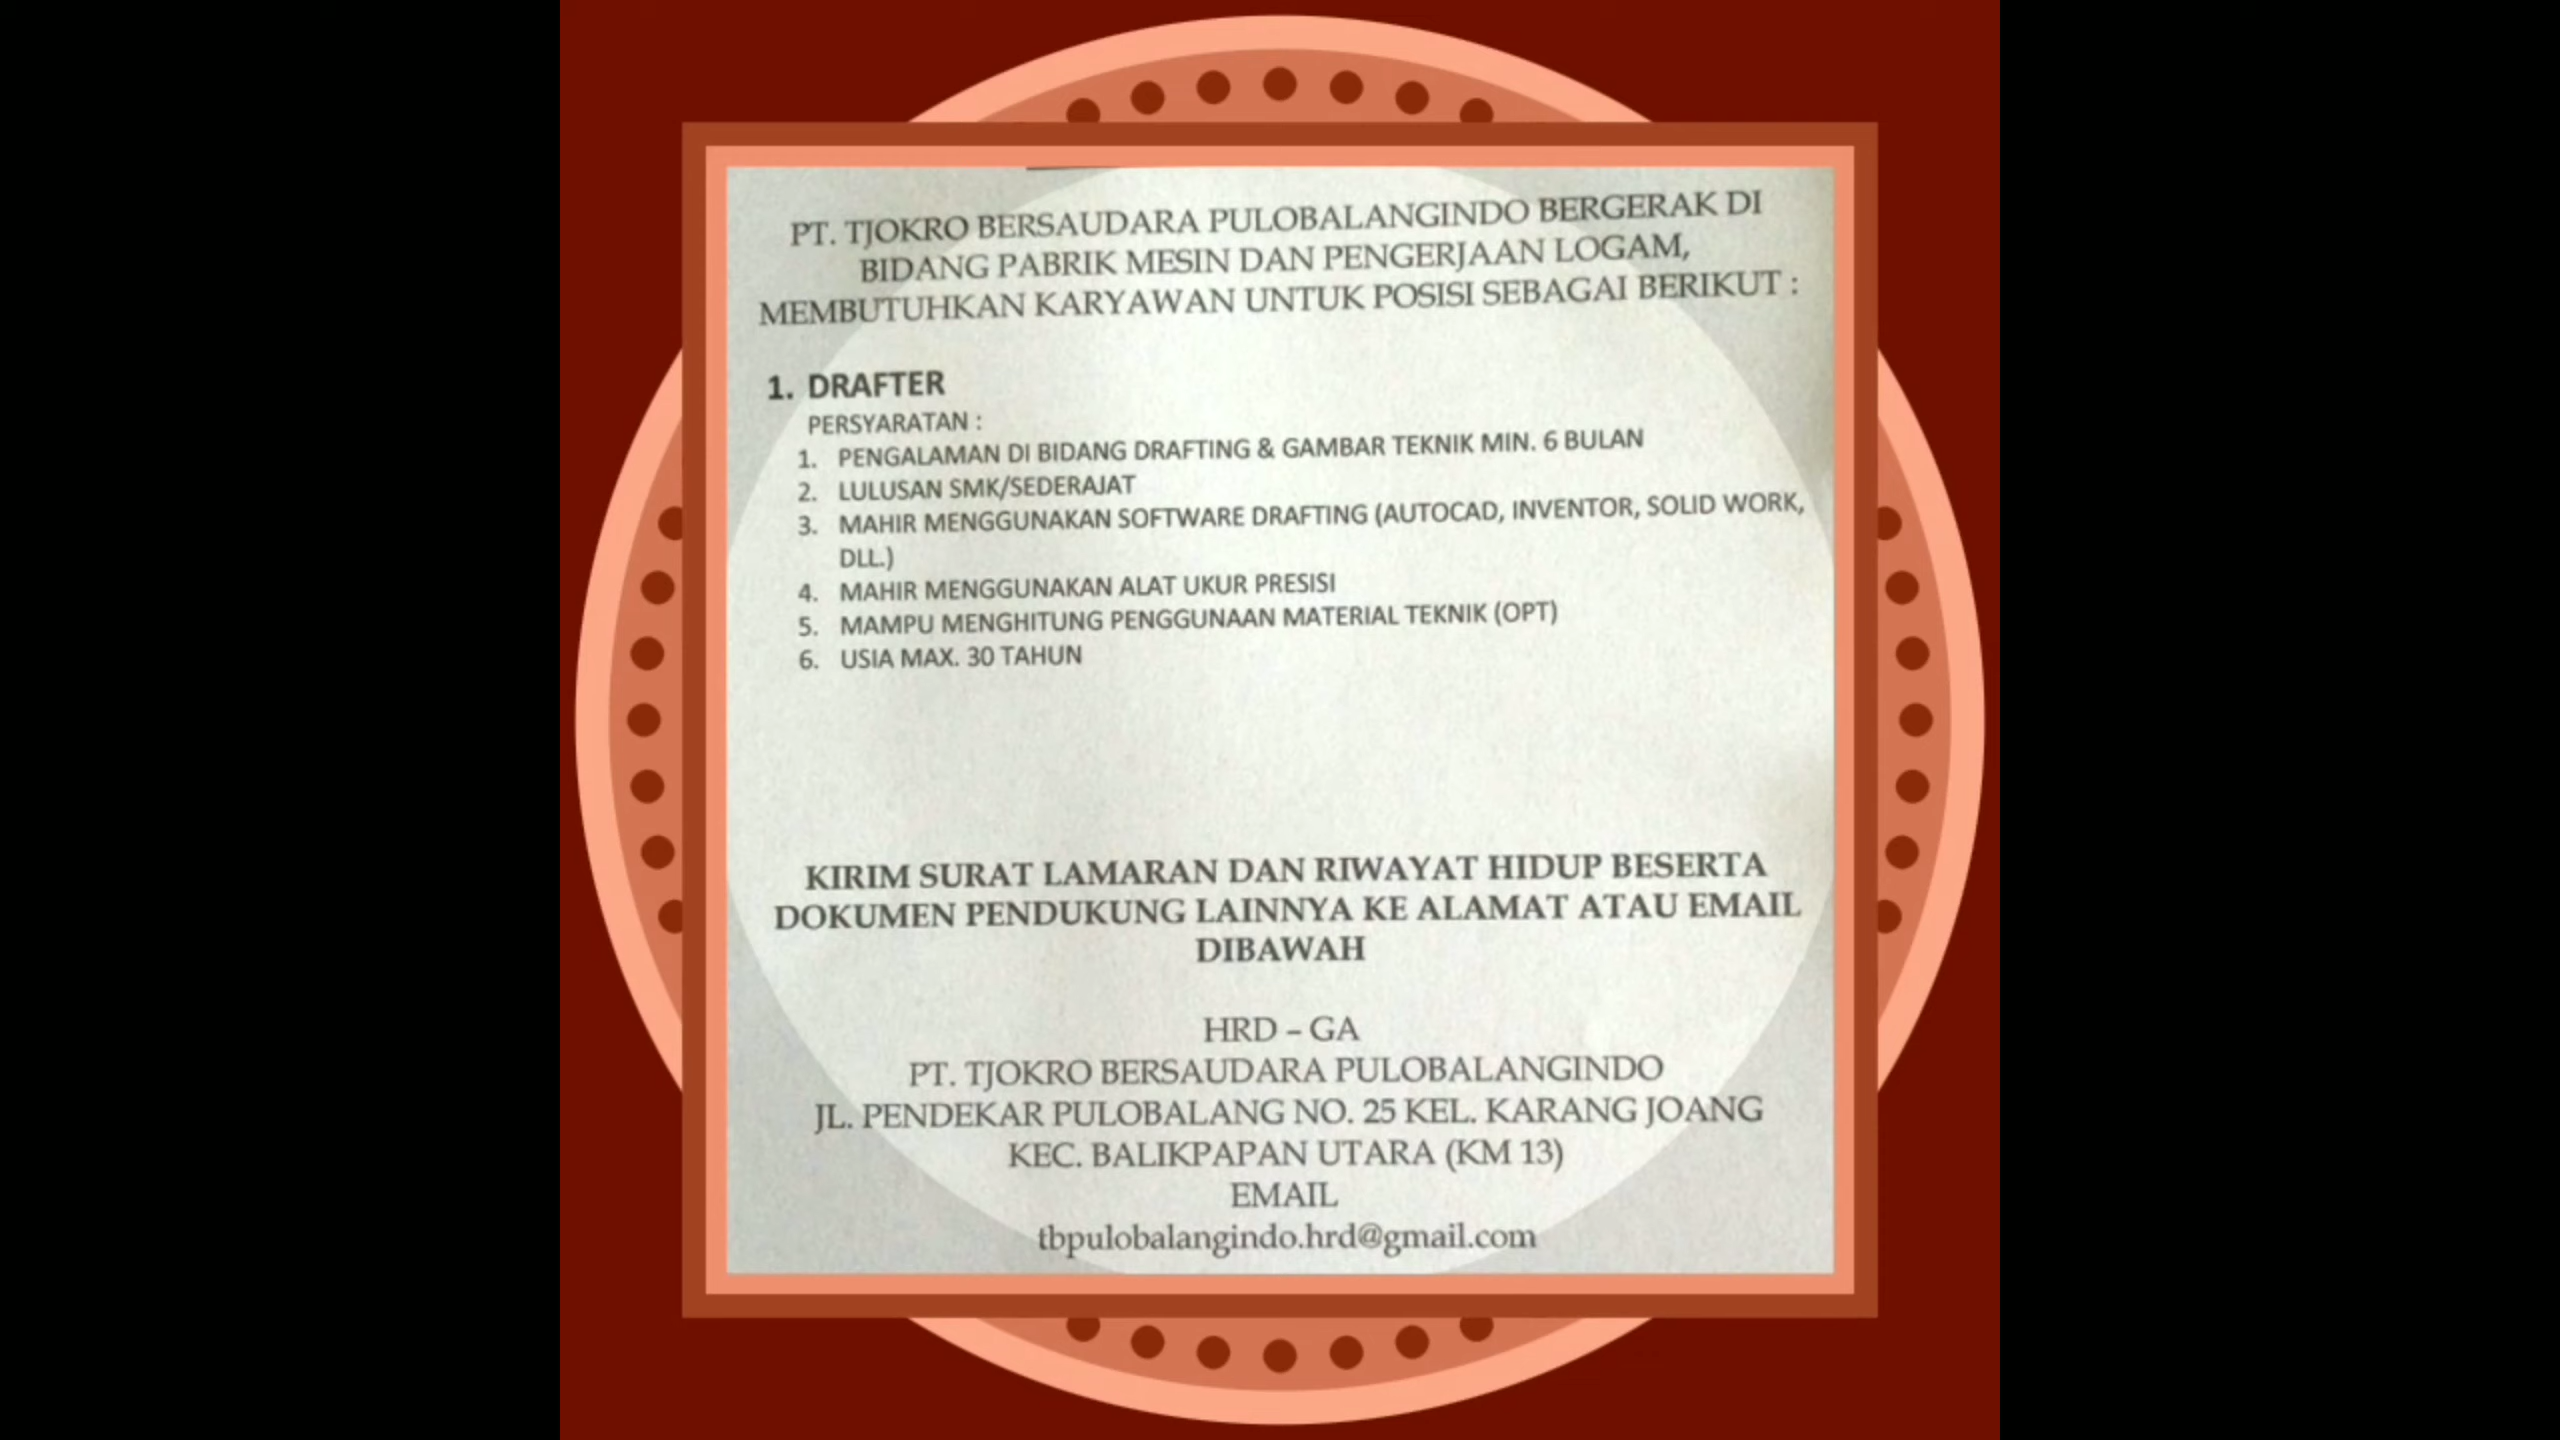 PT. TJOKRO BERSAUDARA PULOBALANGINDO BERGERAK DI
BIDANG PABRIK MESIN DAN PENGERJAAN LOGAM,
MEMBUTUHKAN KARYAWAN UNTUK POSISI SEBAGAI BERIKUT :
1. DRAFTER
PERSYARATAN :
1. PENGALAMAN DI BIDANG DRAFTING & GAMBAR TEKNIK MIN. 6 BULAN
2. LULUSAN SMK/SEDERAJAT
3. MAHIR MENGGUNAKAN SOFTWARE DRAFTING (AUTOCAD, INVENTOR, SOLID WORK,
DLL.)
4. MAHIR MENGGUNAKAN ALAT UKUR PRESISI
5. MAMPU MENGHITUNG PENGGUNAAN MATERIAL TEKNIK (OPT)
6. USIA MAX. 30 TAHUN
KIRIM SURAT LAMARAN DAN RIWAYAT HIDUP BESERTA
DOKUMEN PENDUKUNG LAINNYA KE ALAMAT ATAU EMAIL
DIBAWAH
HRD – GA
PT. TJOKRO BERSAUDARA PULOBALANGINDO
JL. PENDEKAR PULOBALANG NO. 25 KEL. KARANG JOANG
KEC. BALIKPAPAN UTARA (KM 13)
EMAIL
tbpulobalangindo.hrd@gmail.com